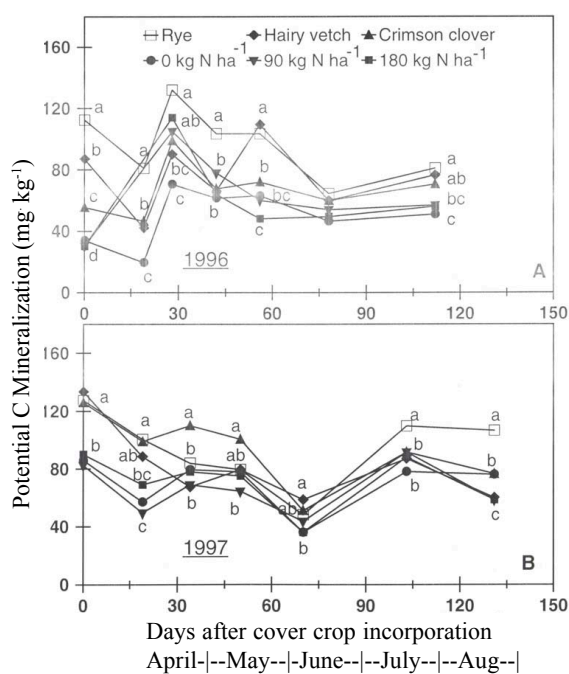 Potential C Mineralization (mg kg⁻¹)
160
120
80
40
0
Rye Hairy vetch Crimson clover
0 kg N ha⁻¹ 90 kg N ha⁻¹ 180 kg N ha⁻¹
a a a a
b ab b a
c b b b ab
bc bc bc
d c b c c
c
1996 A
0 30 60 90 120 150
160
120
80
40
0
a a a a a a
b ab ab a b b
bc b b ab b b c
c b
1997 B
0 30 60 90 120 150
Days after cover crop incorporation
April-|--May--|-June--|--July--|--Aug--|